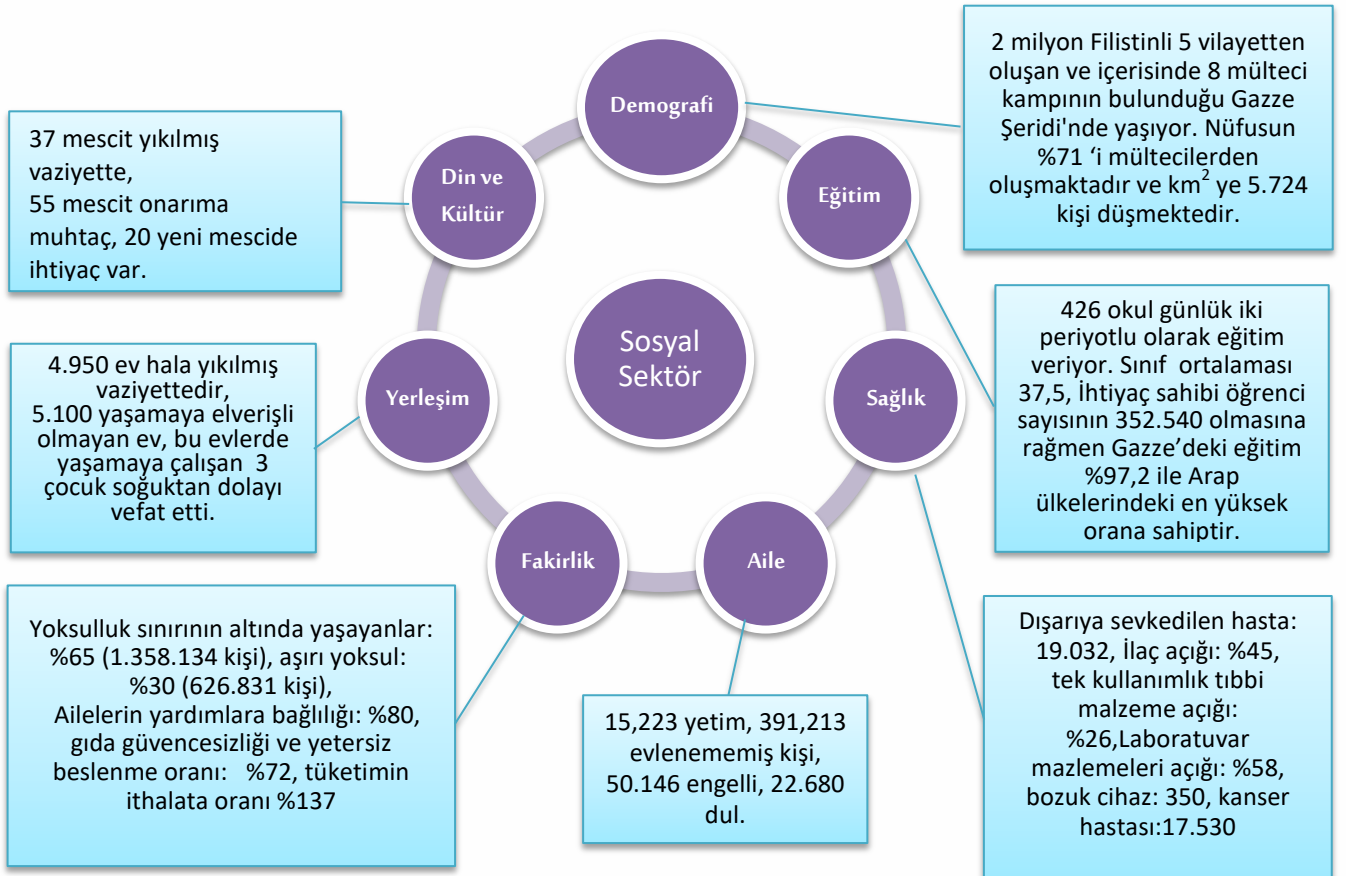 Demografi
2 milyon Filistinli 5 vilayetten
oluşan ve içerisinde 8 mülteci
kampının bulunduğu Gazze
Şeridi'nde yaşıyor. Nüfusun
%71 ‘i mültecilerden
oluşmaktadır ve km² ye 5.724
kişi düşmektedir.
Eğitim
426 okul günlük iki
periyotlu olarak eğitim
veriyor. Sınıf ortalaması
37,5, İhtiyaç sahibi öğrenci
sayısının 352.540 olmasına
rağmen Gazze’deki eğitim
%97,2 ile Arap
ülkelerindeki en yüksek
orana sahiptir.
Sağlık
Dışarıya sevkedilen hasta:
19.032, İlaç açığı: %45,
tek kullanımlık tıbbi
malzeme açığı:
%26,Laboratuvar
mazlemeleri açığı: %58,
bozuk cihaz: 350, kanser
hastası:17.530
Aile
15,223 yetim, 391,213
evlenememiş kişi,
50.146 engelli, 22.680
dul.
Fakirlik
Yoksulluk sınırının altında yaşayanlar:
%65 (1.358.134 kişi), aşırı yoksul:
%30 (626.831 kişi),
Ailelerin yardımlara bağlılığı: %80,
gıda güvencesizliği ve yetersiz
beslenme oranı: %72, tüketimin
ithalata oranı %137
Yerleşim
4.950 ev hala yıkılmış
vaziyettedir,
5.100 yaşamaya elverişli
olmayan ev, bu evlerde
yaşamaya çalışan 3
çocuk soğuktan dolayı
vefat etti.
Din ve
Kültür
37 mescit yıkılmış
vaziyette,
55 mescit onarıma
muhtaç, 20 yeni mescide
ihtiyaç var.
Sosyal
Sektör